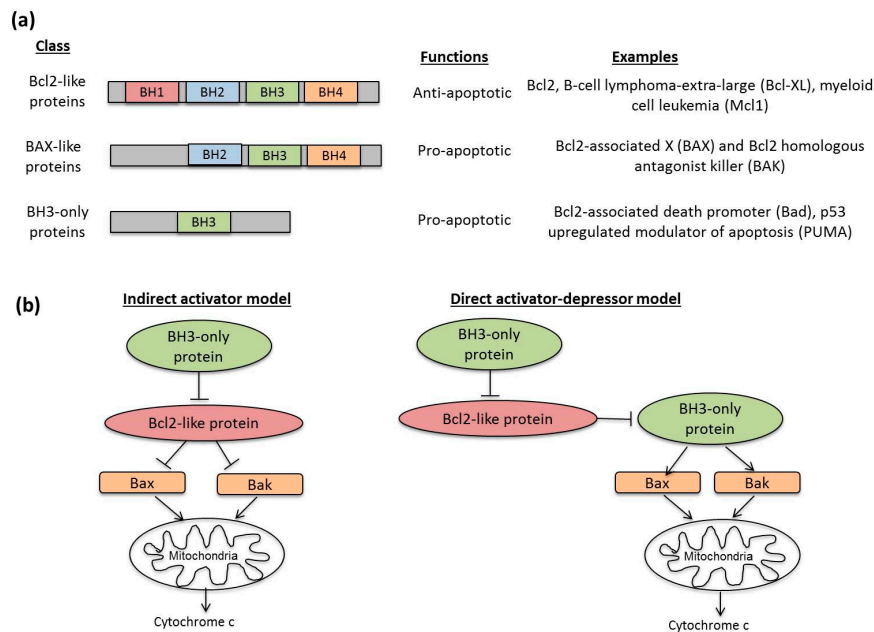 (a)
Class
Functions
Examples
Bcl2-like
proteins
BH1 BH2 BH3 BH4
Anti-apoptotic
Bcl2, B-cell lymphoma-extra-large (Bcl-XL), myeloid
cell leukemia (Mcl1)
BAX-like
proteins
BH2 BH3 BH4
Pro-apoptotic
Bcl2-associated X (BAX) and Bcl2 homologous
antagonist killer (BAK)
BH3-only
proteins
BH3
Pro-apoptotic
Bcl2-associated death promoter (Bad), p53
upregulated modulator of apoptosis (PUMA)
(b)
Indirect activator model
BH3-only
protein
Bcl2-like protein
Bax
Bak
Mitochondria
Cytochrome c
Direct activator-depressor model
BH3-only
protein
Bcl2-like protein
BH3-only
protein
Bax
Bak
Mitochondria
Cytochrome c